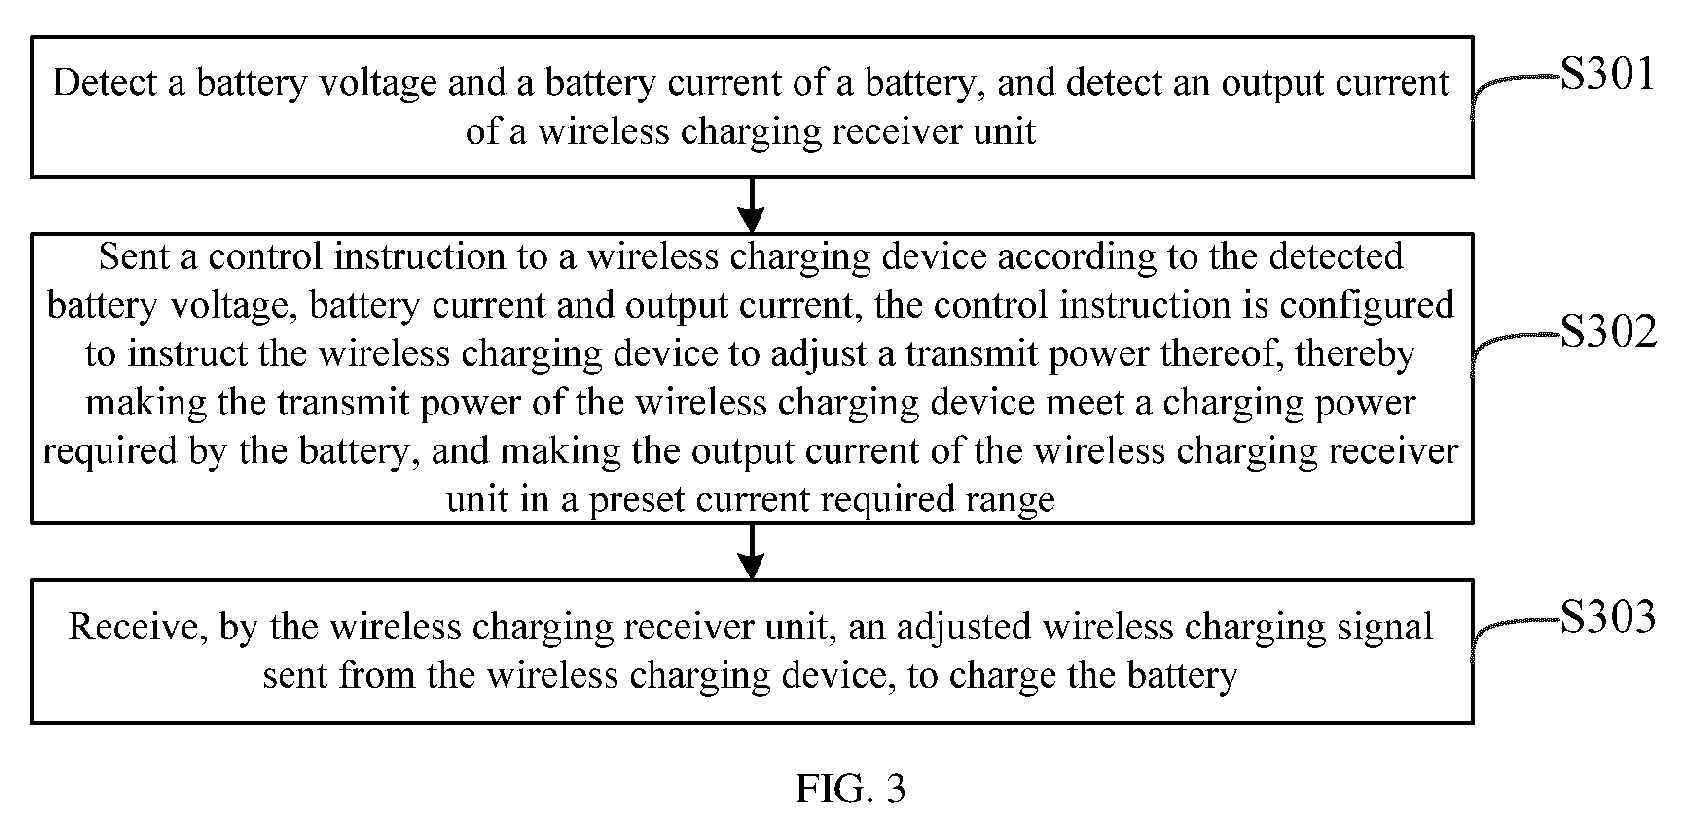 Detect a battery voltage and a battery current of a battery, and detect an output current
of a wireless charging receiver unit
S301
Sent a control instruction to a wireless charging device according to the detected
battery voltage, battery current and output current, the control instruction is configured
to instruct the wireless charging device to adjust a transmit power thereof, thereby
making the transmit power of the wireless charging device meet a charging power
required by the battery, and making the output current of the wireless charging receiver
unit in a preset current required range
S302
Receive, by the wireless charging receiver unit, an adjusted wireless charging signal
sent from the wireless charging device, to charge the battery
S303
FIG. 3